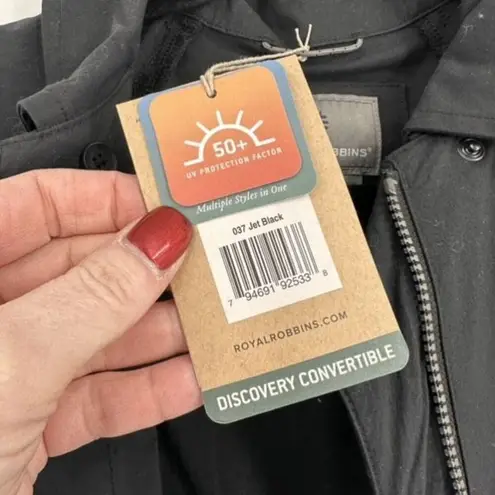 50+
UV PROTECTION FACTOR
Multiple Styles in One
037 Jet Black
7 94691 92533 8
ROYALROBBINS.COM
DISCOVERY CONVERTIBLE
BBINS®